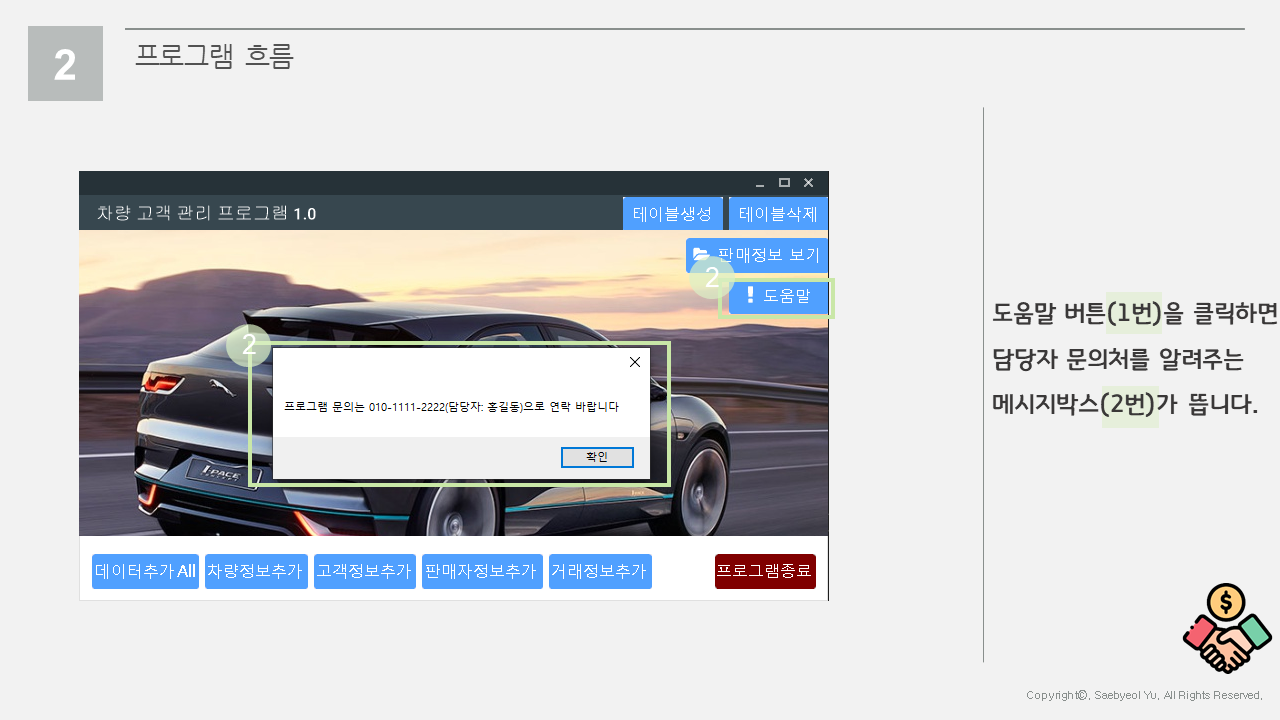 2
프로그램 흐름
차량 고객 관리 프로그램 1.0
테이블생성
테이블삭제
판매정보 보기
2
도움말
2
프로그램 문의는 010-1111-2222(담당자: 홍길동)으로 연락 바랍니다
확인
I-PACE
데이터추가 All
차량정보추가
고객정보추가
판매자정보추가
거래정보추가
프로그램종료
도움말 버튼(1번)을 클릭하면
담당자 문의처를 알려주는
메시지박스(2번)가 뜹니다.
Copyright©. Saebyeol Yu. All Rights Reserved.